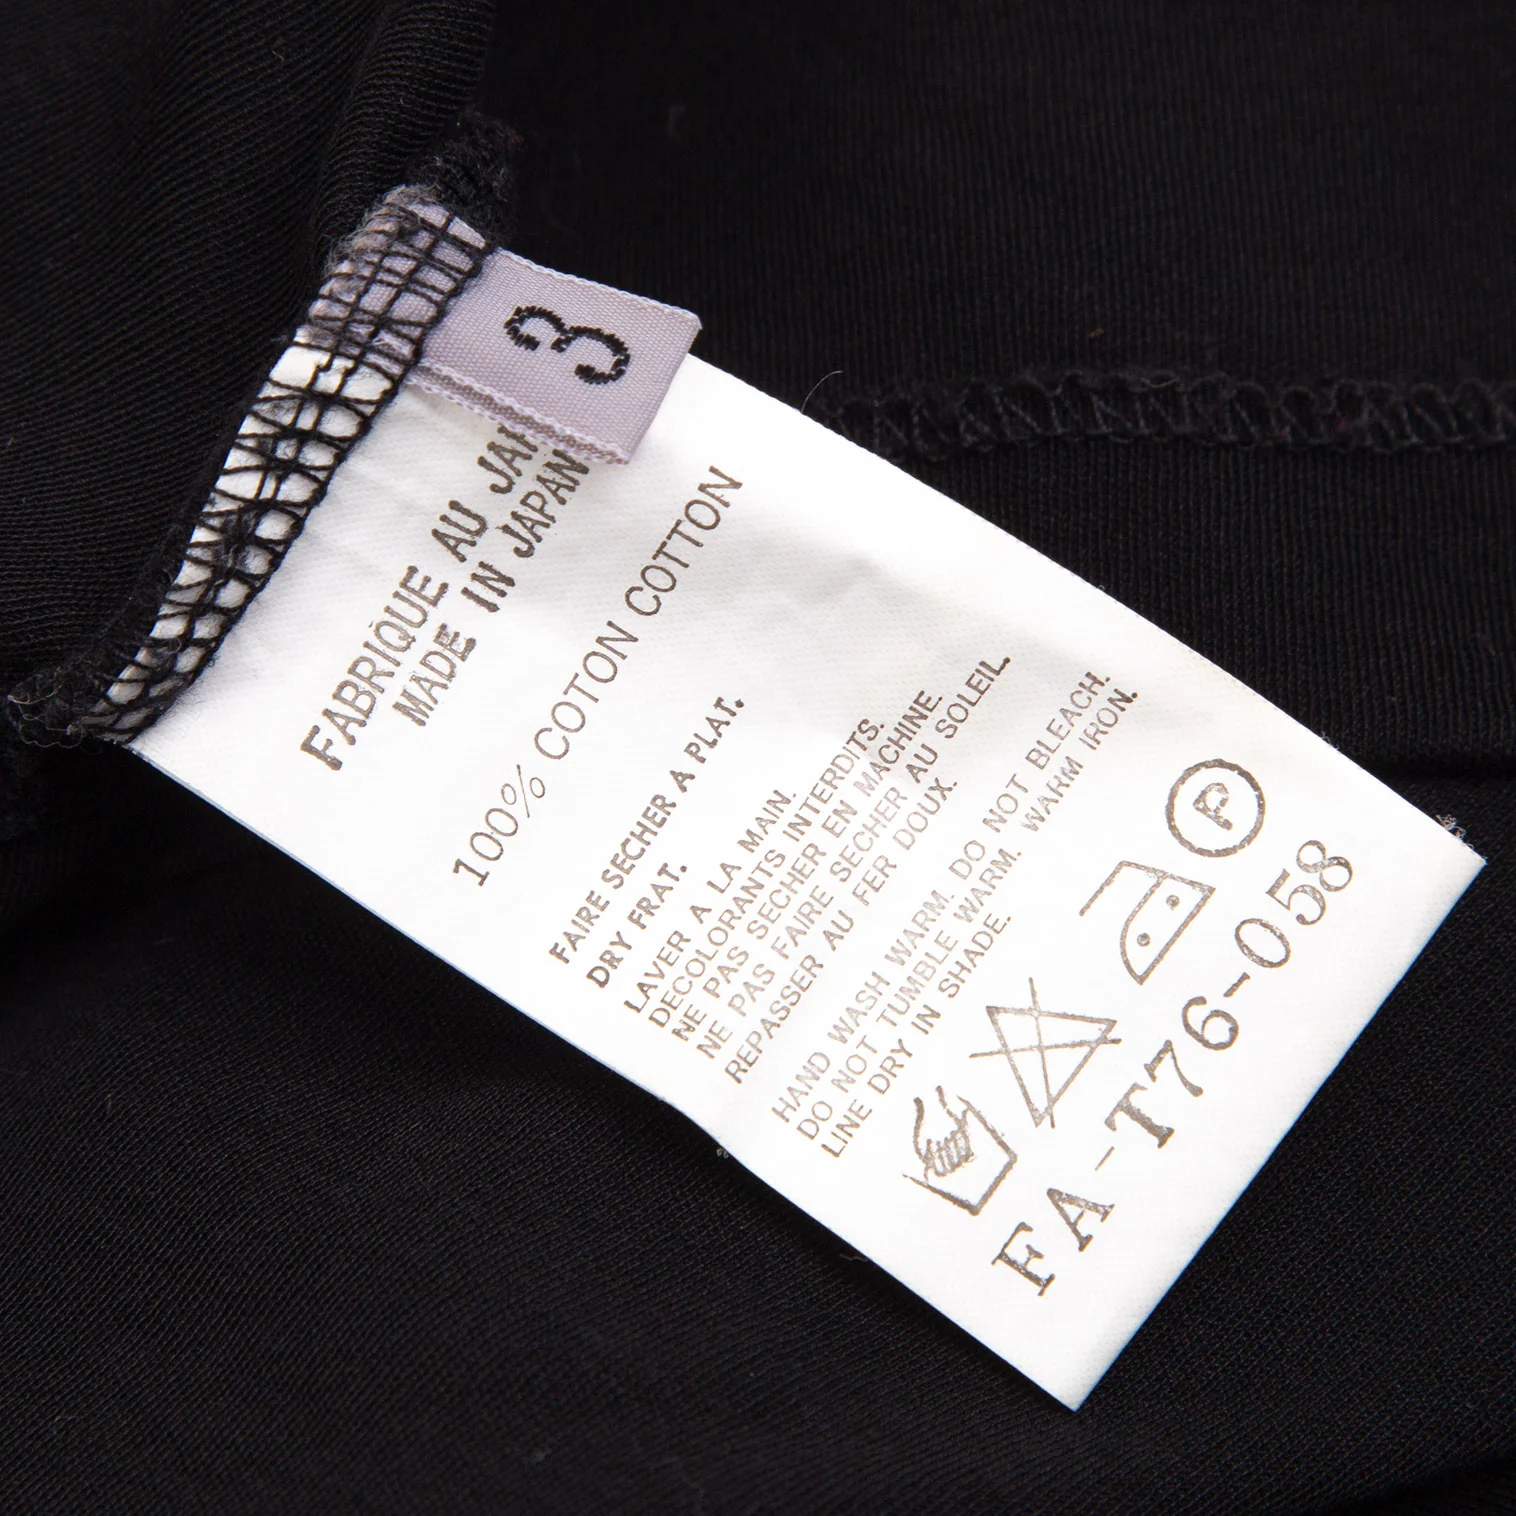 3
FABRIQUE AU JAP
MADE IN JAPAN
100% COTON COTTON
FAIRE SECHER A PLAT.
DRY FRAT.
LAVER A LA MAIN.
DECOLORANTS INTERDITS.
NE PAS SECHER EN MACHINE.
NE PAS FAIRE SECHER AU SOLEIL.
REPASSER AU FER DOUX.
HAND WASH WARM. DO NOT BLEACH.
DO NOT TUMBLE WARM. WARM IRON.
LINE DRY IN SHADE.
P
FA-T76-058